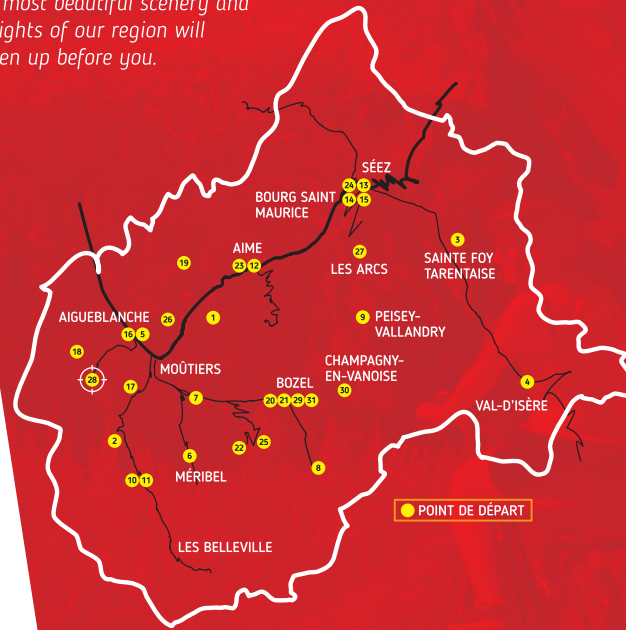 most beautiful scenery and
ights of our region will
en up before you.
SÉEZ
24 13
BOURG SAINT
MAURICE
14 15
3
SAINTE FOY
TARENTAISE
19
AIME
23 12
27
LES ARCS
AIGUEBLANCHE
16 5
26
1
9
PEISEY-
VALLANDRY
18
MOÛTIERS
CHAMPAGNY-
EN-VANOISE
28
17
7
BOZEL
20 21 29 31
30
4
VAL-D'ISÈRE
2
22
25
6
MÉRIBEL
8
10 11
POINT DE DÉPART
LES BELLEVILLE